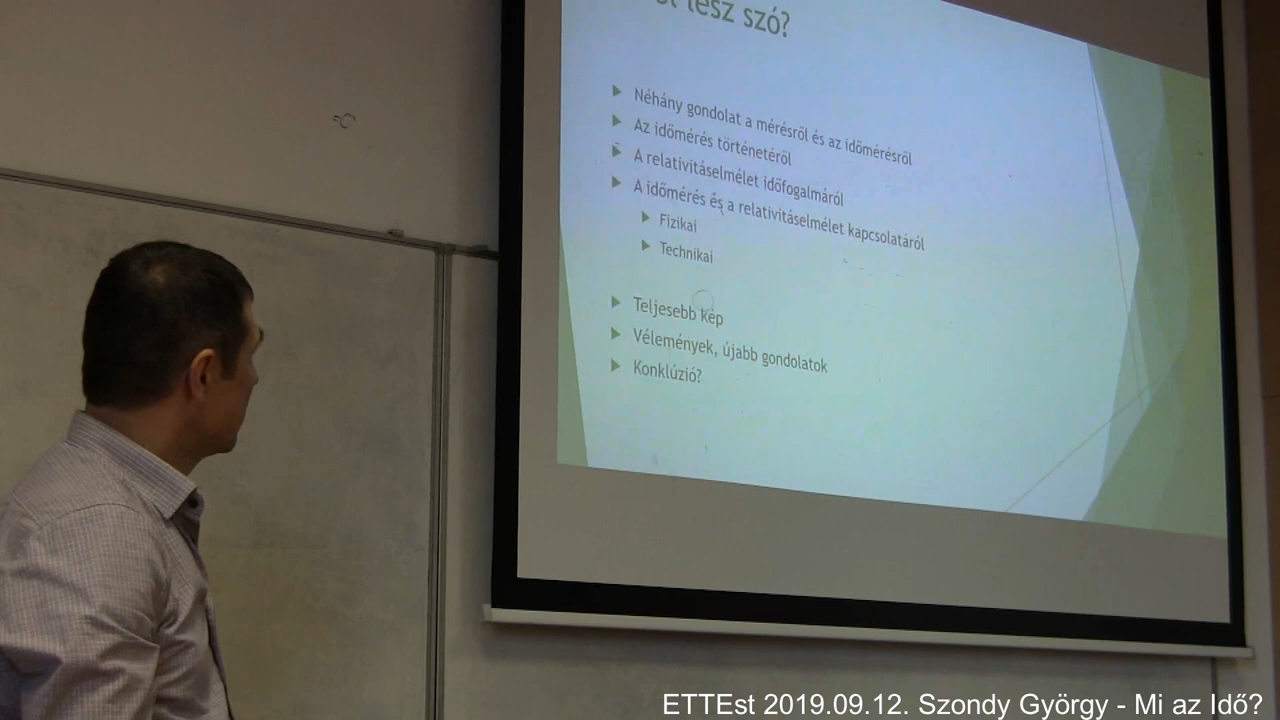 lesz szó?
Néhány gondolat a mérésről és az időmérésről
Az időmérés történetéről
A relativitáselmélet időfogalmáról
A időmérés és a relativitáselmélet kapcsolatáról
Fizikai
Technikai
Teljesebb kép
Vélemények, újabb gondolatok
Konklúzió?
ETTEst 2019.09.12. Szondy György - Mi az Idő?